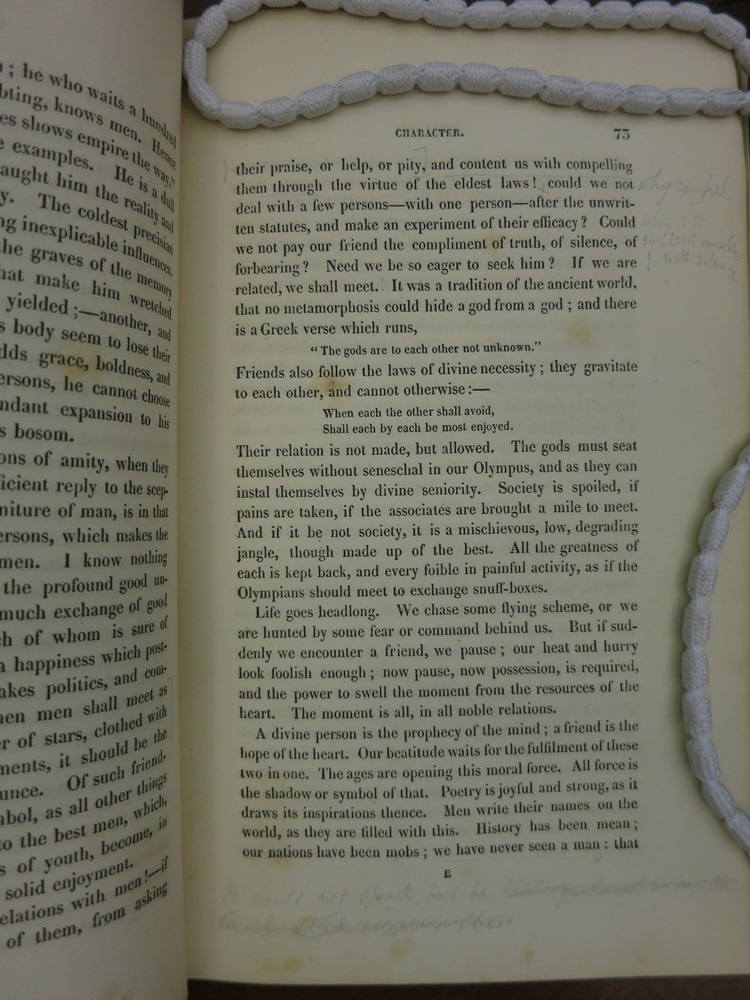 ; he who waits a hundred
knows men. Hence
shows empire the way."
examples. He is a dull
him the reality and
The coldest precisian
inexplicable influences,
the graves of the memory
make him wretched
yielded ;—another, and
body seem to lose their
grace, boldness, and
he cannot choose
expansion to his
bosom.
of amity, when they
reply to the scep-
of man, is in that
which makes the
men. I know nothing
the profound good un-
much exchange of good
of whom is sure of
happiness which post-
politics, and com-
men shall meet as
of stars, clothed with
it should be the
Of such friend-
as all other things
to the best men, which,
of youth, become, in
solid enjoyment.
with men !—if
of them, from asking
CHARACTER. 73
their praise, or help, or pity, and content us with compelling
them through the virtue of the eldest laws! could we not
deal with a few persons—with one person—after the unwrit-
ten statutes, and make an experiment of their efficacy? Could
we not pay our friend the compliment of truth, of silence, of
forbearing? Need we be so eager to seek him? If we are
related, we shall meet. It was a tradition of the ancient world,
that no metamorphosis could hide a god from a god; and there
is a Greek verse which runs,
"The gods are to each other not unknown."
Friends also follow the laws of divine necessity; they gravitate
to each other, and cannot otherwise:—
When each the other shall avoid,
Shall each by each be most enjoyed.
Their relation is not made, but allowed. The gods must seat
themselves without seneschal in our Olympus, and as they can
instal themselves by divine seniority. Society is spoiled, if
pains are taken, if the associates are brought a mile to meet.
And if it be not society, it is a mischievous, low, degrading
jangle, though made up of the best. All the greatness of
each is kept back, and every foible in painful activity, as if the
Olympians should meet to exchange snuff-boxes.
Life goes headlong. We chase some flying scheme, or we
are hunted by some fear or command behind us. But if sud-
denly we encounter a friend, we pause; our heat and hurry
look foolish enough; now pause, now possession, is required,
and the power to swell the moment from the resources of the
heart. The moment is all, in all noble relations.
A divine person is the prophecy of the mind; a friend is the
hope of the heart. Our beatitude waits for the fulfilment of these
two in one. The ages are opening this moral force. All force is
the shadow or symbol of that. Poetry is joyful and strong, as it
draws its inspirations thence. Men write their names on the
world, as they are filled with this. History has been mean;
our nations have been mobs; we have never seen a man: that
E
not speak, but be